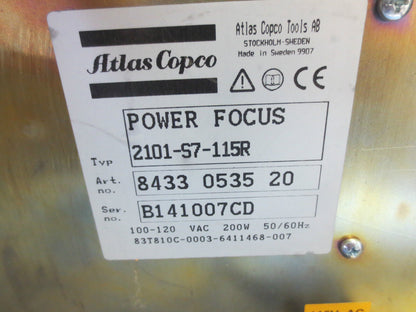 Atlas Copco
Atlas Copco Tools AB
STOCKHOLM-SWEDEN
Made in Sweden 9907
CE
POWER FOCUS
Typ 2101-S7-115R
Art. no. 8433 0535 20
Ser. no. B141007CD
100-120 VAC 200W 50/60Hz
83T810C-0003-6411468-007